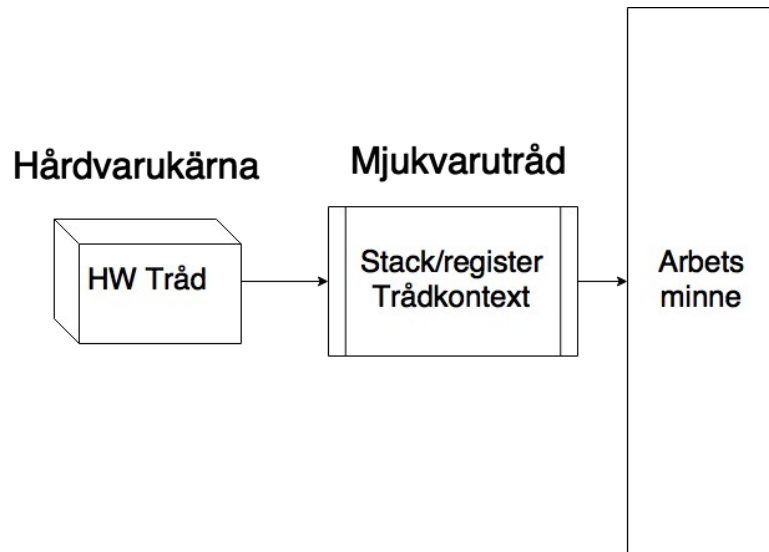 Hårdvarukärna
HW Tråd
Mjukvarutråd
Stack/register
Trådkontext
Arbets
minne